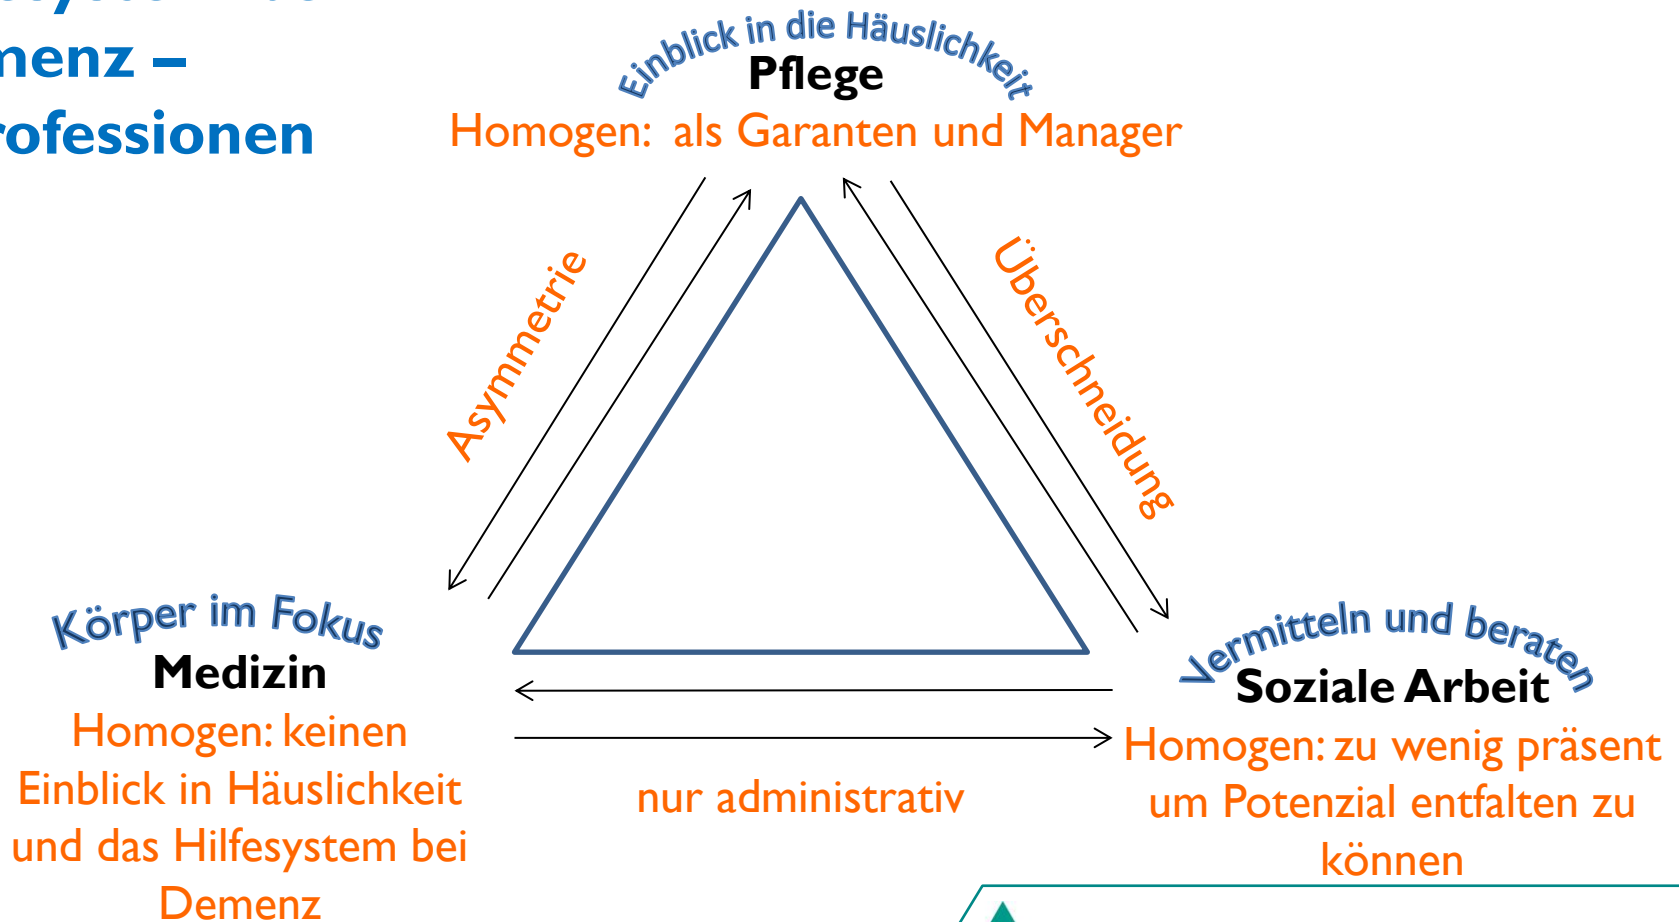 menz –
rofessionen
Einblick in die Häuslichkeit
Pflege
Homogen: als Garanten und Manager
Asymmetrie
Überschneidung
Körper im Fokus
Medizin
Homogen: keinen
Einblick in Häuslichkeit
und das Hilfesystem bei
Demenz
nur administrativ
Vermitteln und beraten
Soziale Arbeit
Homogen: zu wenig präsent
um Potenzial entfalten zu
können